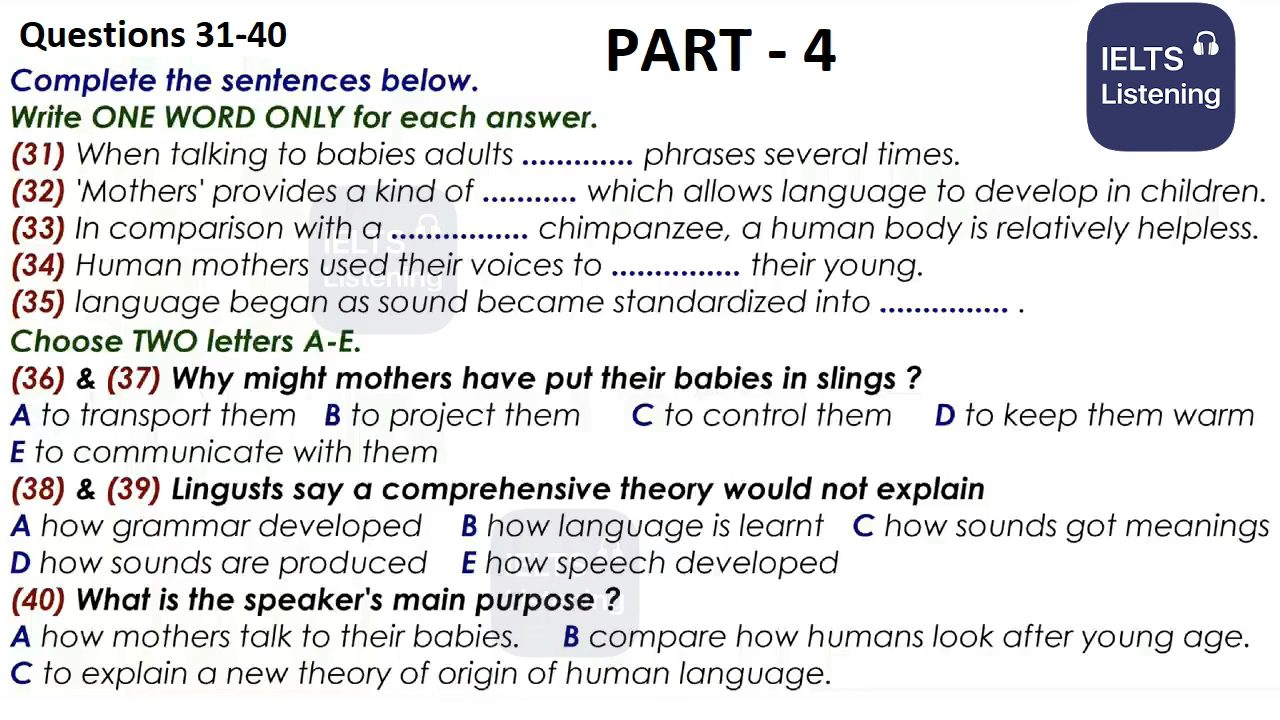 Questions 31-40
PART - 4
IELTS
Listening
Complete the sentences below.
Write ONE WORD ONLY for each answer.
(31) When talking to babies adults ............. phrases several times.
(32) 'Mothers' provides a kind of ........... which allows language to develop in children.
(33) In comparison with a ................ chimpanzee, a human body is relatively helpless.
(34) Human mothers used their voices to ............... their young.
(35) language began as sound became standardized into ............... .
Choose TWO letters A-E.
(36) & (37) Why might mothers have put their babies in slings ?
A to transport them B to project them C to control them D to keep them warm
E to communicate with them
(38) & (39) Lingusts say a comprehensive theory would not explain
A how grammar developed B how language is learnt C how sounds got meanings
D how sounds are produced E how speech developed
(40) What is the speaker's main purpose ?
A how mothers talk to their babies. B compare how humans look after young age.
C to explain a new theory of origin of human language.
IELTS
Listening
IELTS
Listening